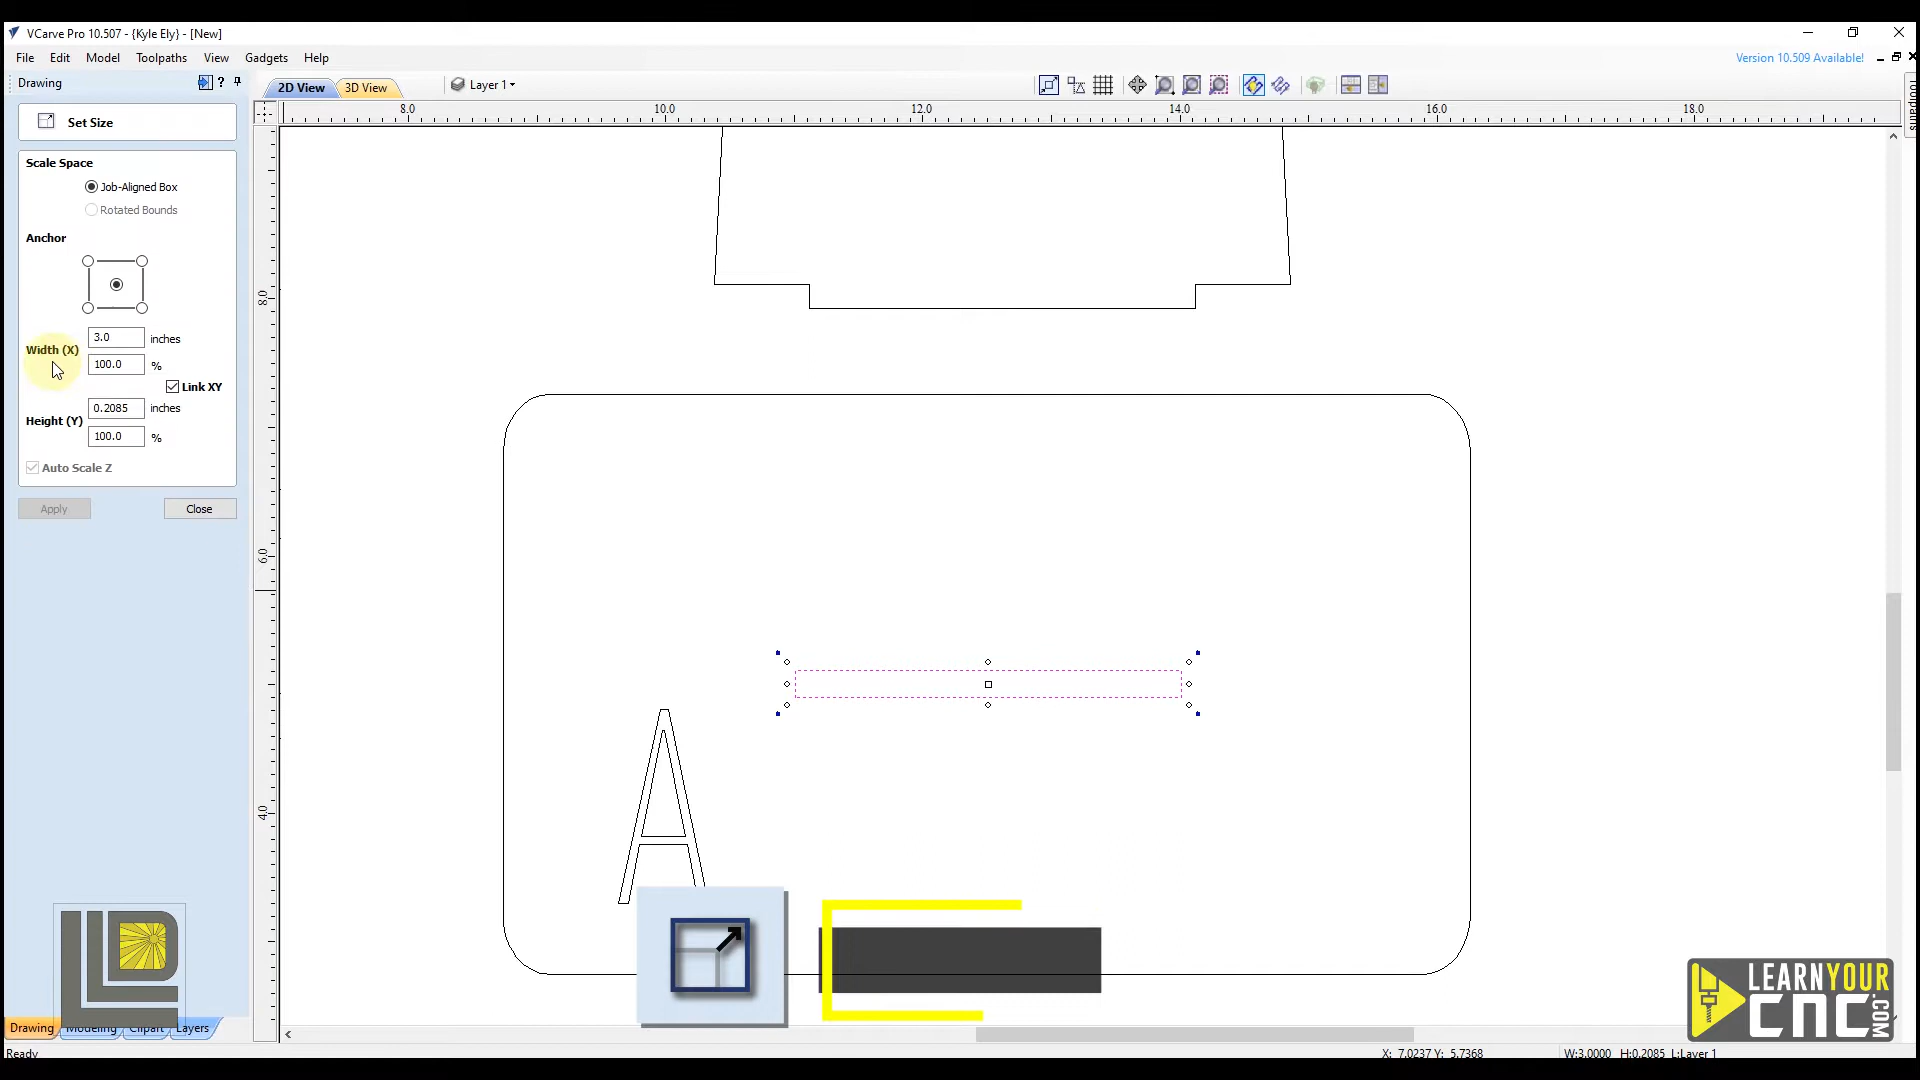 VCarve Pro 10.507 - {Kyle Ely} - [New]
File Edit Model Toolpaths View Gadgets Help
Version 10.509 Available!
Drawing ?
2D View 3D View Layer 1
Toolpaths
8.0 10.0 12.0 14.0 16.0 18.0
Set Size
Scale Space
Job-Aligned Box
Rotated Bounds
Anchor
8.0
3.0 inches
Width (X)
100.0 %
Link XY
0.2085 inches
Height (Y)
100.0 %
Auto Scale Z
Apply Close
6.0
4.0
A
LEARNYOUR
CNC.COM
Drawing Modeling Clipart Layers
Ready
X: 7.0237 Y: 5.7368 W:3.0000 H:0.2085 L:Layer 1